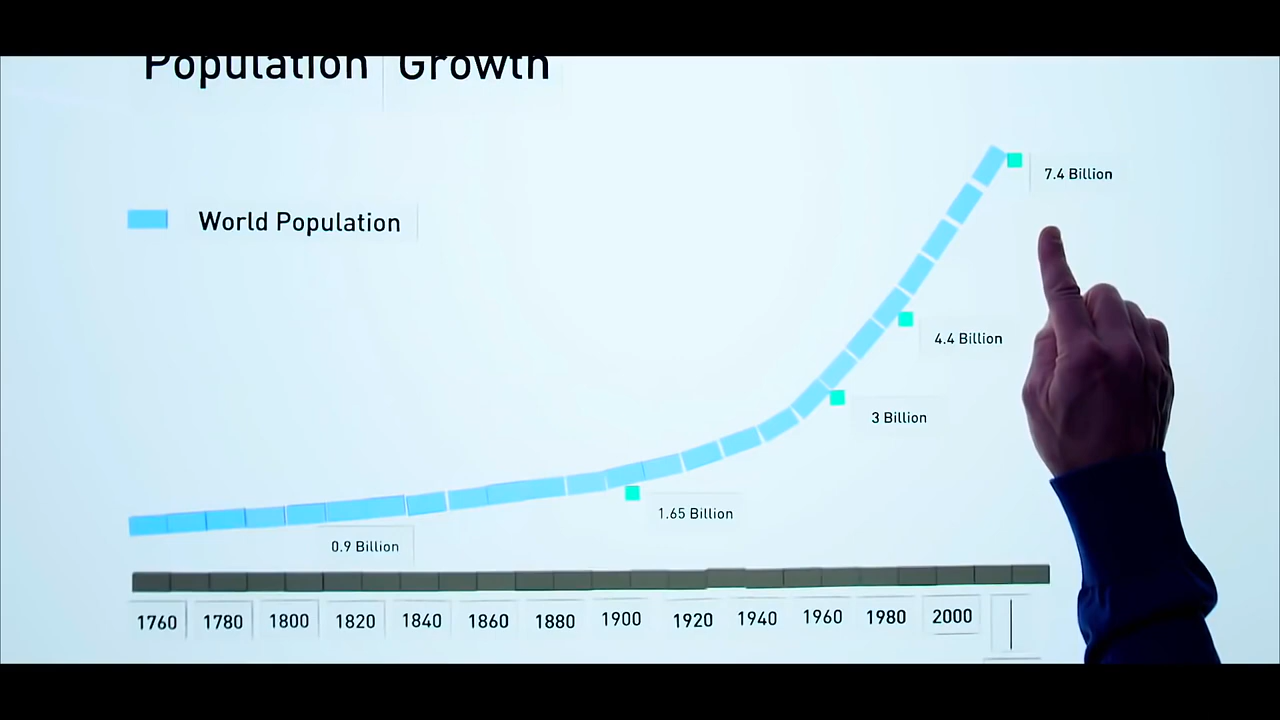 Population Growth
World Population
7.4 Billion
4.4 Billion
3 Billion
1.65 Billion
0.9 Billion
1760 1780 1800 1820 1840 1860 1880 1900 1920 1940 1960 1980 2000